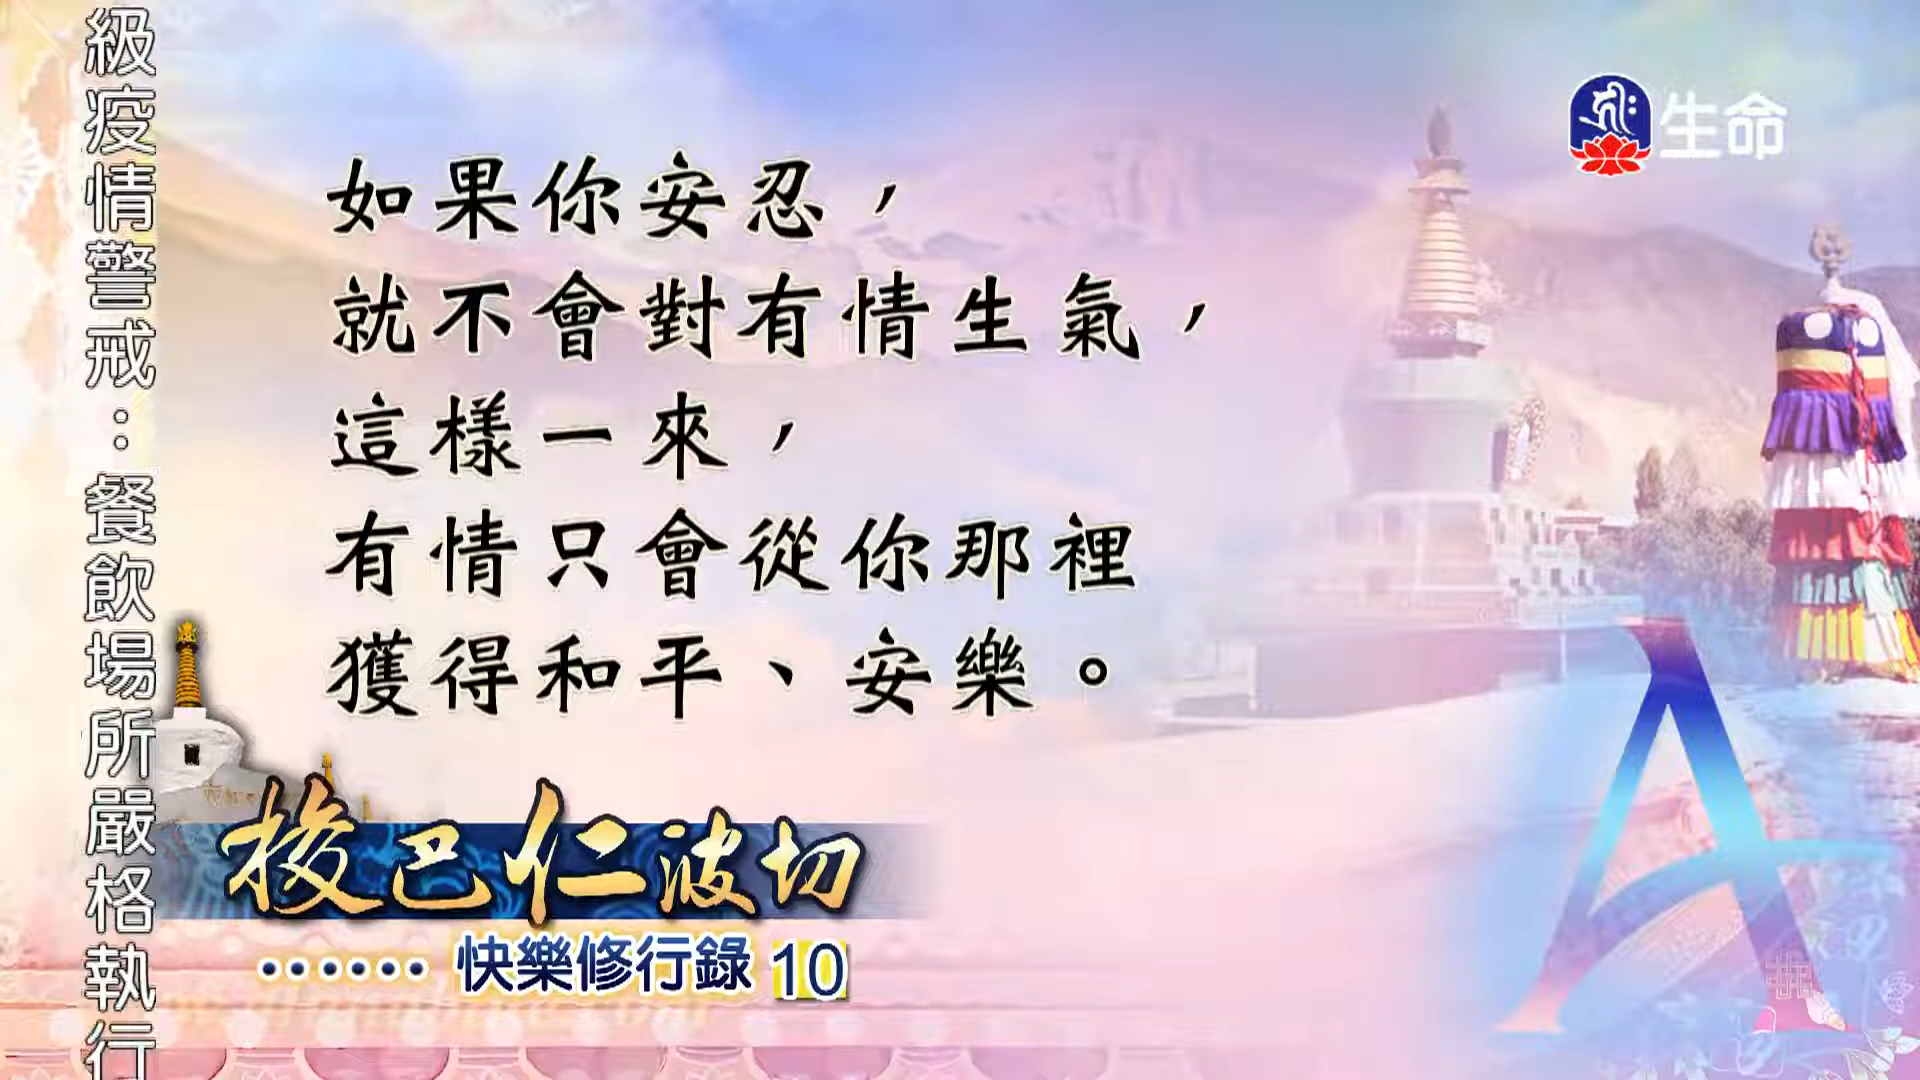 級疫情警戒：餐飲場所嚴格執行
生命
如果你安忍，
就不會對有情生氣，
這樣一來，
有情只會從你那裡
獲得和平、安樂。
梭巴仁波切
……快樂修行錄 10